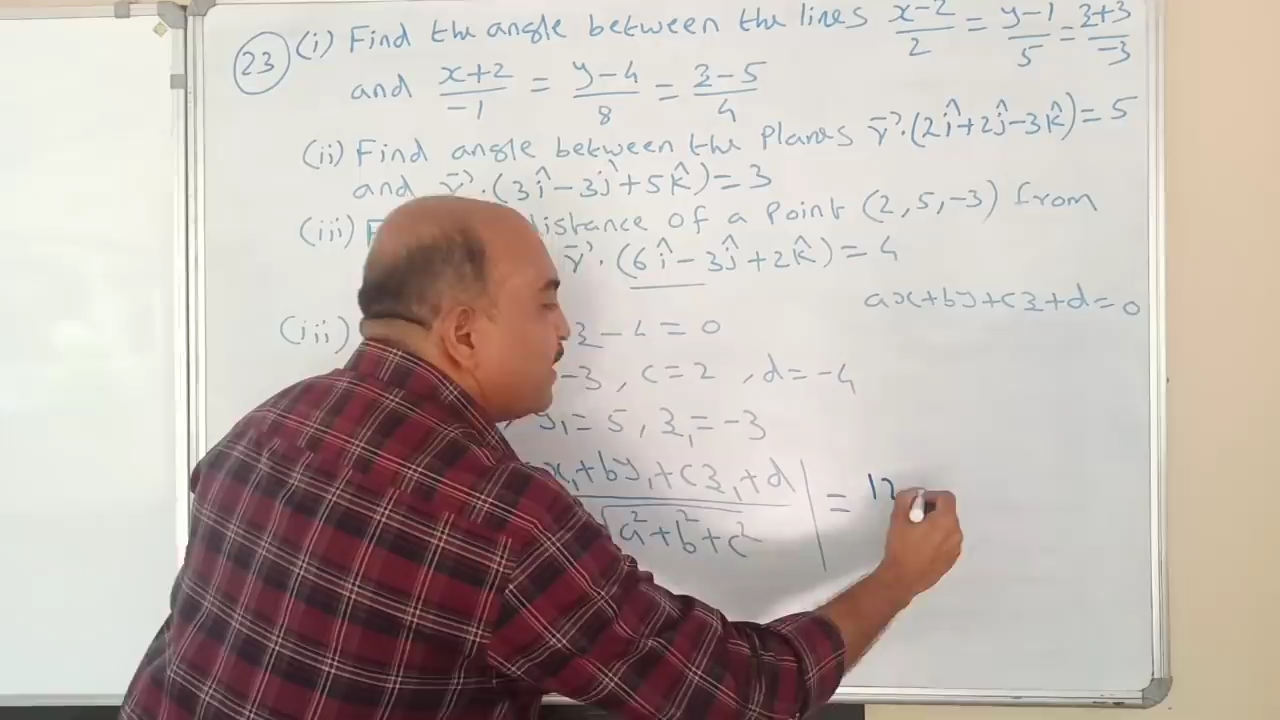 23 (i) Find the angle between the lines (x-2)/2 = (y-1)/5 = (z+3)/-3
and (x+2)/-1 = (y-4)/8 = (z-5)/4
(ii) Find angle between the Planes r⃗·(2î+2ĵ-3k̂)=5
and r⃗·(3î-3ĵ+5k̂)=3
(iii) distance of a Point (2,5,-3) from
r⃗·(6î-3ĵ+2k̂)=4
ax+by+cz+d=0
(iii) z-4=0
-3, c=2, d=-4
y₁=5, z₁=-3
x₁+by₁+cz₁+d/√a²+b²+c² | = 12